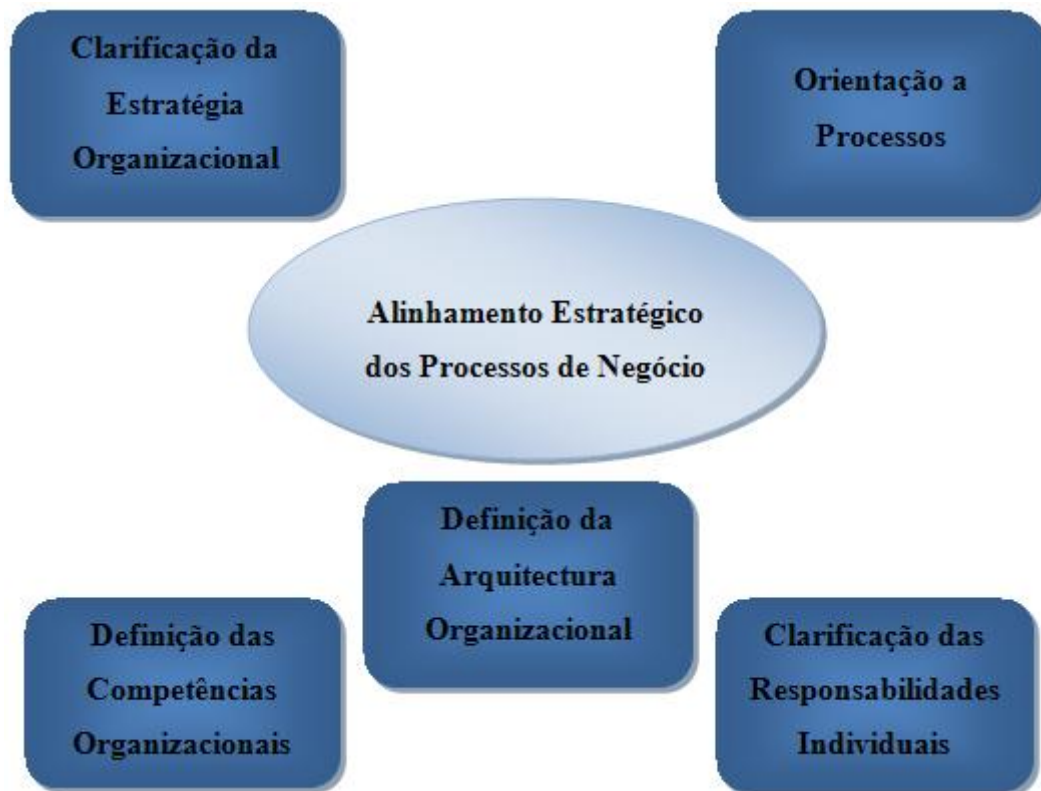 Clarificação da
Estratégia
Organizacional
Orientação a
Processos
Alinhamento Estratégico
dos Processos de Negócio
Definição da
Arquitectura
Organizacional
Definição das
Competências
Organizacionais
Clarificação das
Responsabilidades
Individuais